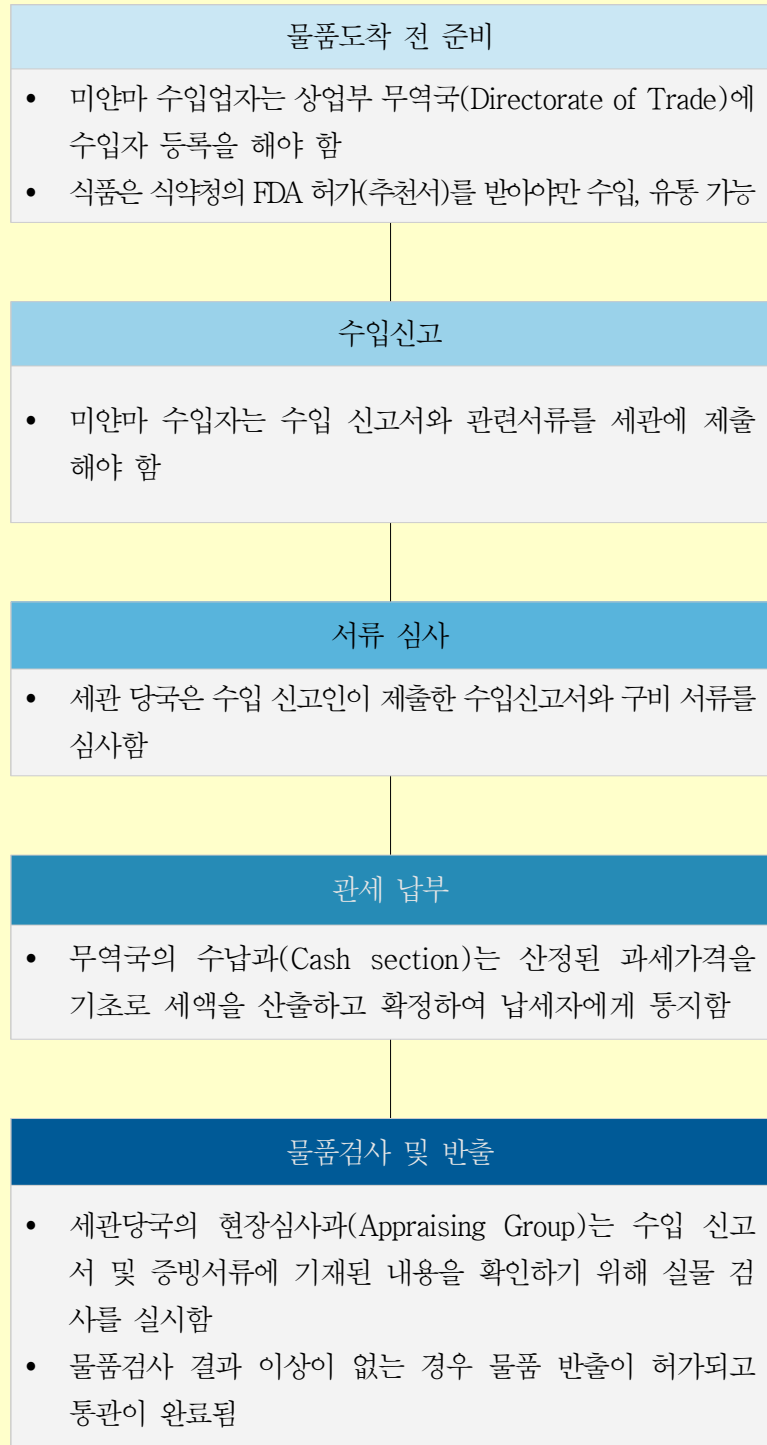 물품도착 전 준비
• 미얀마 수입업자는 상업부 무역국(Directorate of Trade)에
수입자 등록을 해야 함
• 식품은 식약청의 FDA 허가(추천서)를 받아야만 수입, 유통 가능
수입신고
• 미얀마 수입자는 수입 신고서와 관련서류를 세관에 제출
해야 함
서류 심사
• 세관 당국은 수입 신고인이 제출한 수입신고서와 구비 서류를
심사함
관세 납부
• 무역국의 수납과(Cash section)는 산정된 과세가격을
기초로 세액을 산출하고 확정하여 납세자에게 통지함
물품검사 및 반출
• 세관당국의 현장심사과(Appraising Group)는 수입 신고
서 및 증빙서류에 기재된 내용을 확인하기 위해 실물 검
사를 실시함
• 물품검사 결과 이상이 없는 경우 물품 반출이 허가되고
통관이 완료됨